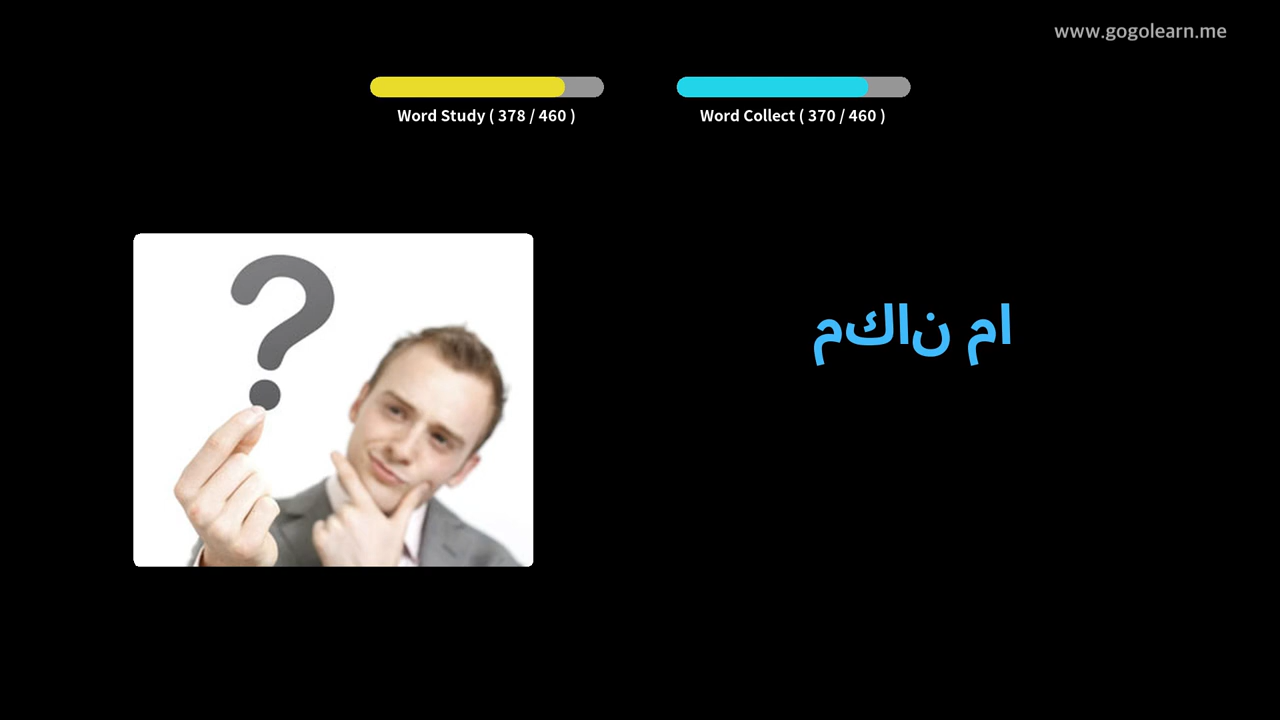 www.gogolearn.me
Word Study ( 378 / 460 )
Word Collect ( 370 / 460 )
?
مكان ما